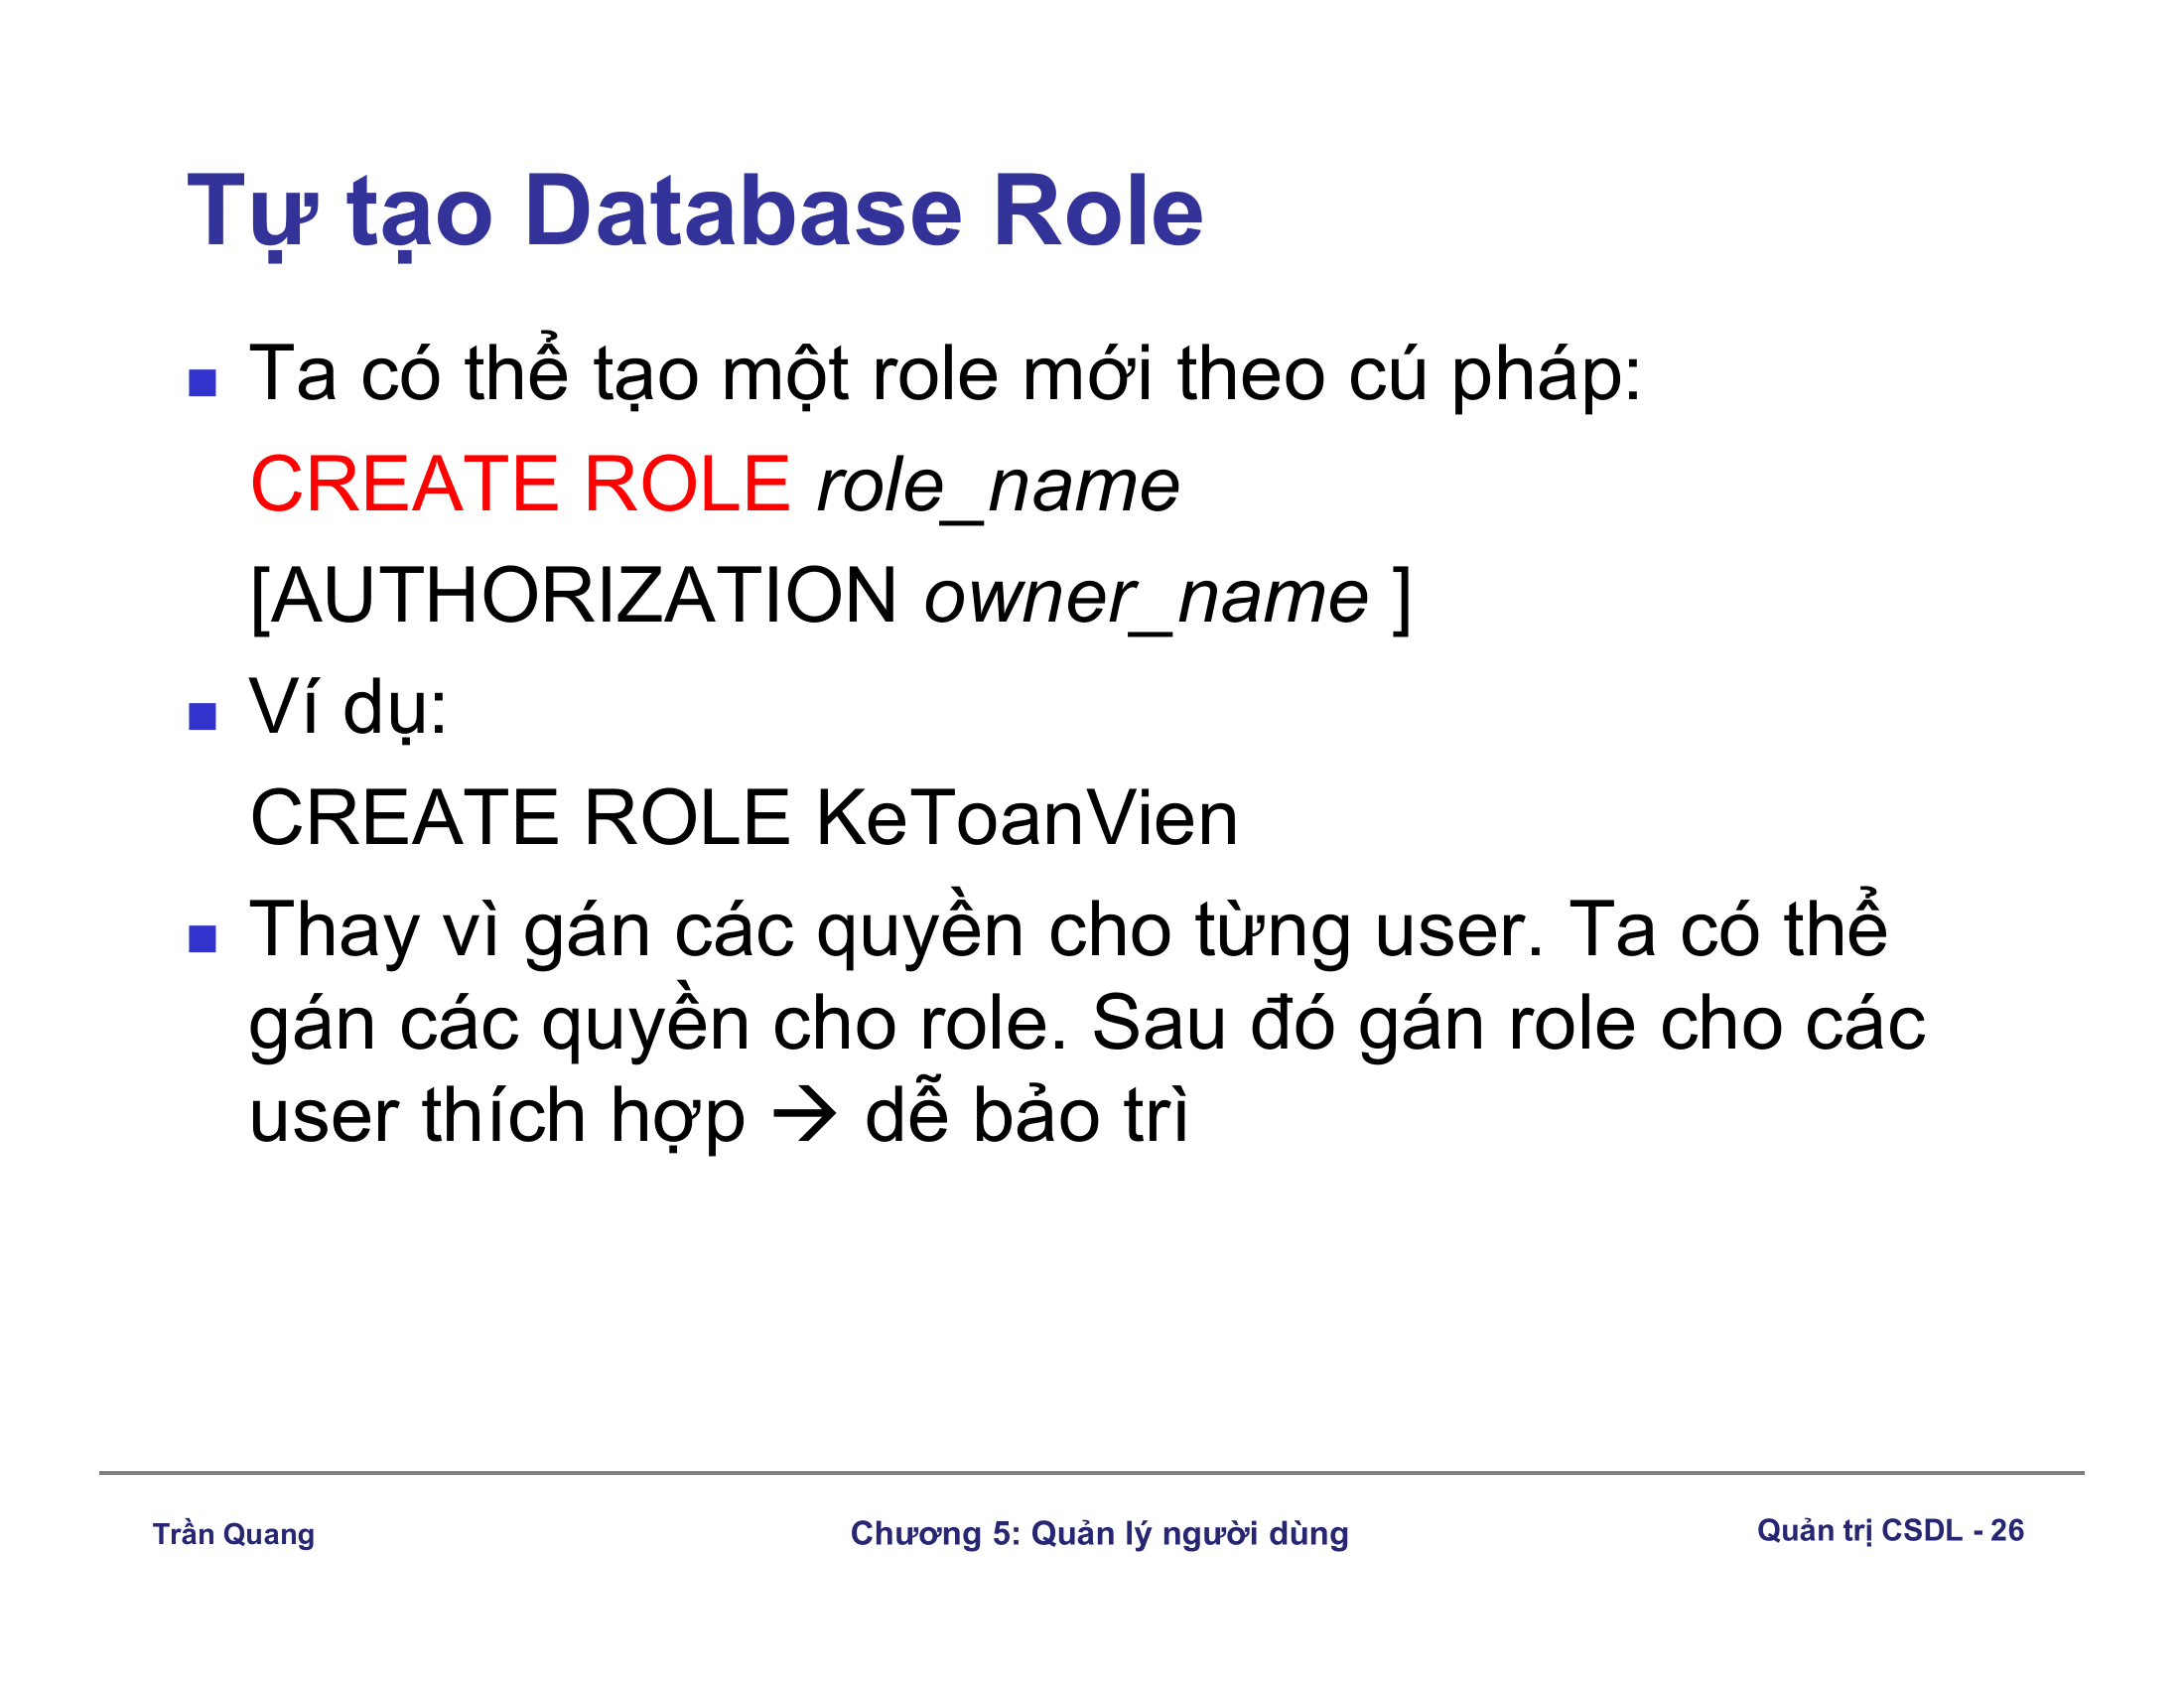 Tự tạo Database Role
Ta có thể tạo một role mới theo cú pháp:
CREATE ROLE role_name
[AUTHORIZATION owner_name ]
Ví dụ:
CREATE ROLE KeToanVien
Thay vì gán các quyền cho từng user. Ta có thể
gán các quyền cho role. Sau đó gán role cho các
user thích hợp → dễ bảo trì
Trần Quang
Chương 5: Quản lý người dùng
Quản trị CSDL - 26